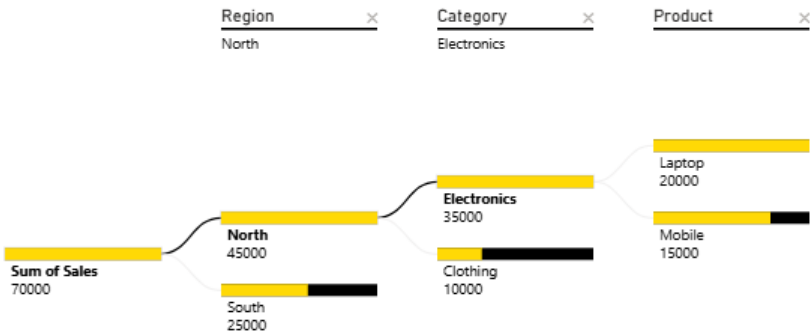 Region
Category
Product
North
Electronics
Laptop
20000
Electronics
35000
Mobile
15000
North
45000
Clothing
10000
Sum of Sales
70000
South
25000